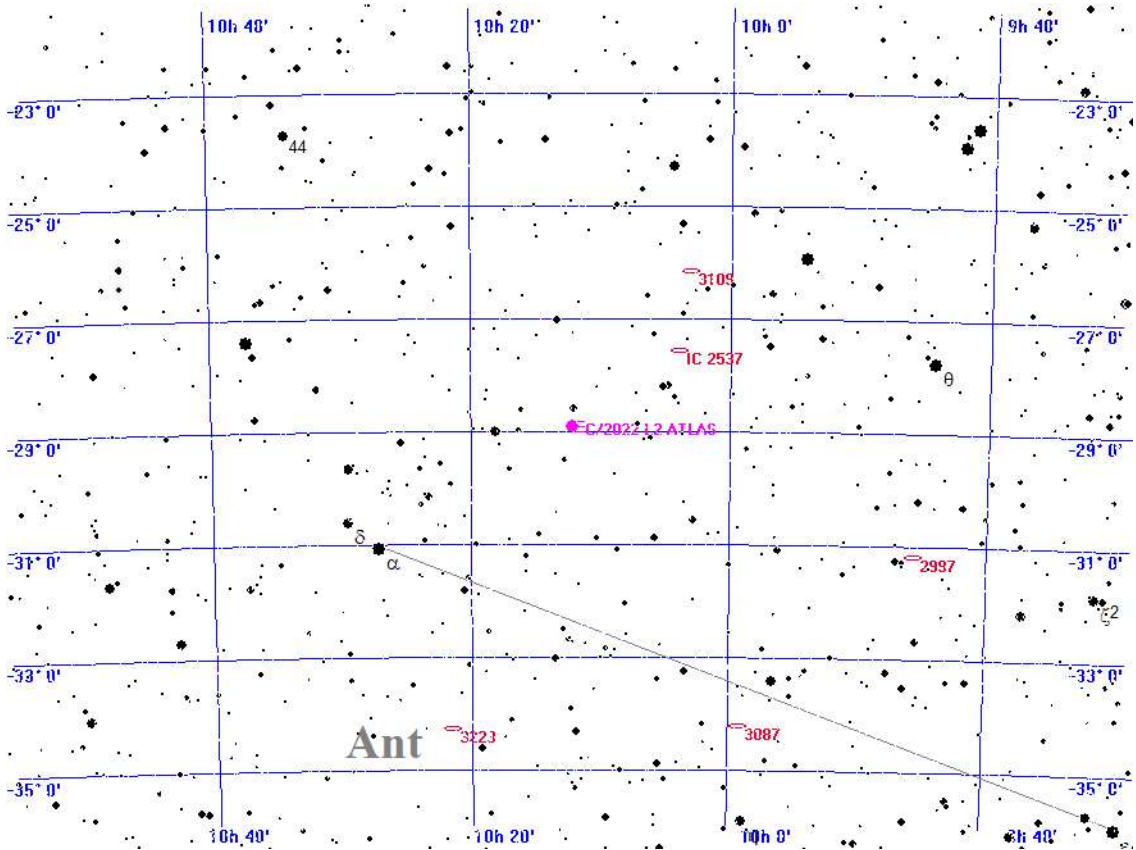 10h 40' 10h 20' 10h 0' 9h 40'
-23° 0' -23° 0'
44
-25° 0' -25° 0'
3109
-27° 0' -27° 0'
IC 2537
θ
C/2022 L2 ATLAS
-29° 0' -29° 0'
δ
α
-31° 0' -31° 0'
2997
ζ2
-33° 0' -33° 0'
3223 3087
Ant
-35° 0' -35° 0'
10h 40' 10h 20' 10h 0' 9h 40'